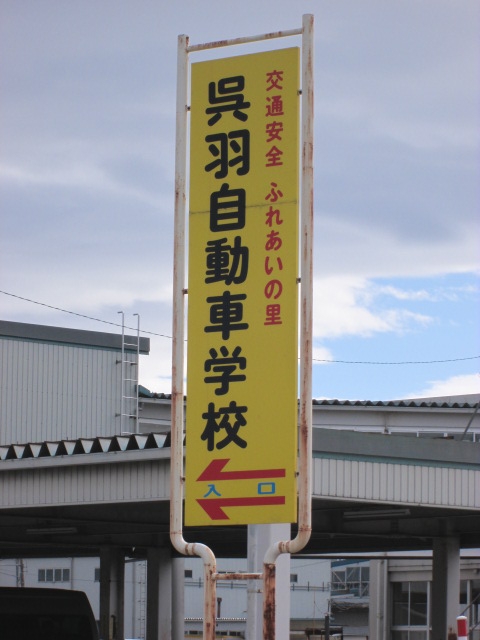 交通安全 ふれあいの里
呉羽自動車学校
入口